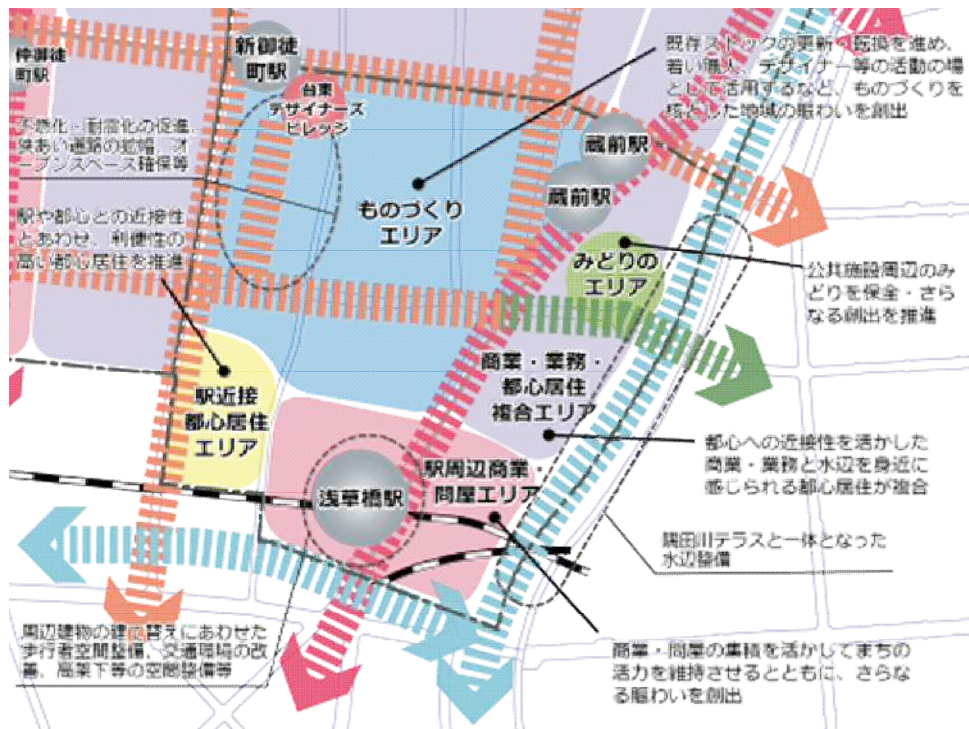 仲御徒
町駅
新御徒
町駅
台東
デザイナーズ
ビレッジ
既存ストックの更新・転換を進め、
若い職人、デザイナー等の活動の場
として活用するなど、ものづくりを
核とした地域の賑わいを創出
不燃化・耐震化の促進、
狭あい道路の拡幅、オ
ープンスペース確保等
蔵前駅
蔵前駅
ものづくり
エリア
駅や都心との近接性
とあわせ、利便性の
高い都心居住を推進
みどりの
エリア
公共施設周辺のみ
どりを保全・さら
なる創出を推進
商業・業務・
都心居住
複合エリア
駅近接
都心居住
エリア
都心への近接性を活かした
商業・業務と水辺を身近に
感じられる都心居住が複合
駅周辺商業・
問屋エリア
浅草橋駅
隅田川テラスと一体となった
水辺整備
周辺建物の建て替えにあわせた
歩行者空間整備、交通環境の改
善、高架下等の空間整備等
商業・問屋の集積を活かしてまちの
活力を維持させるとともに、さらな
る賑わいを創出